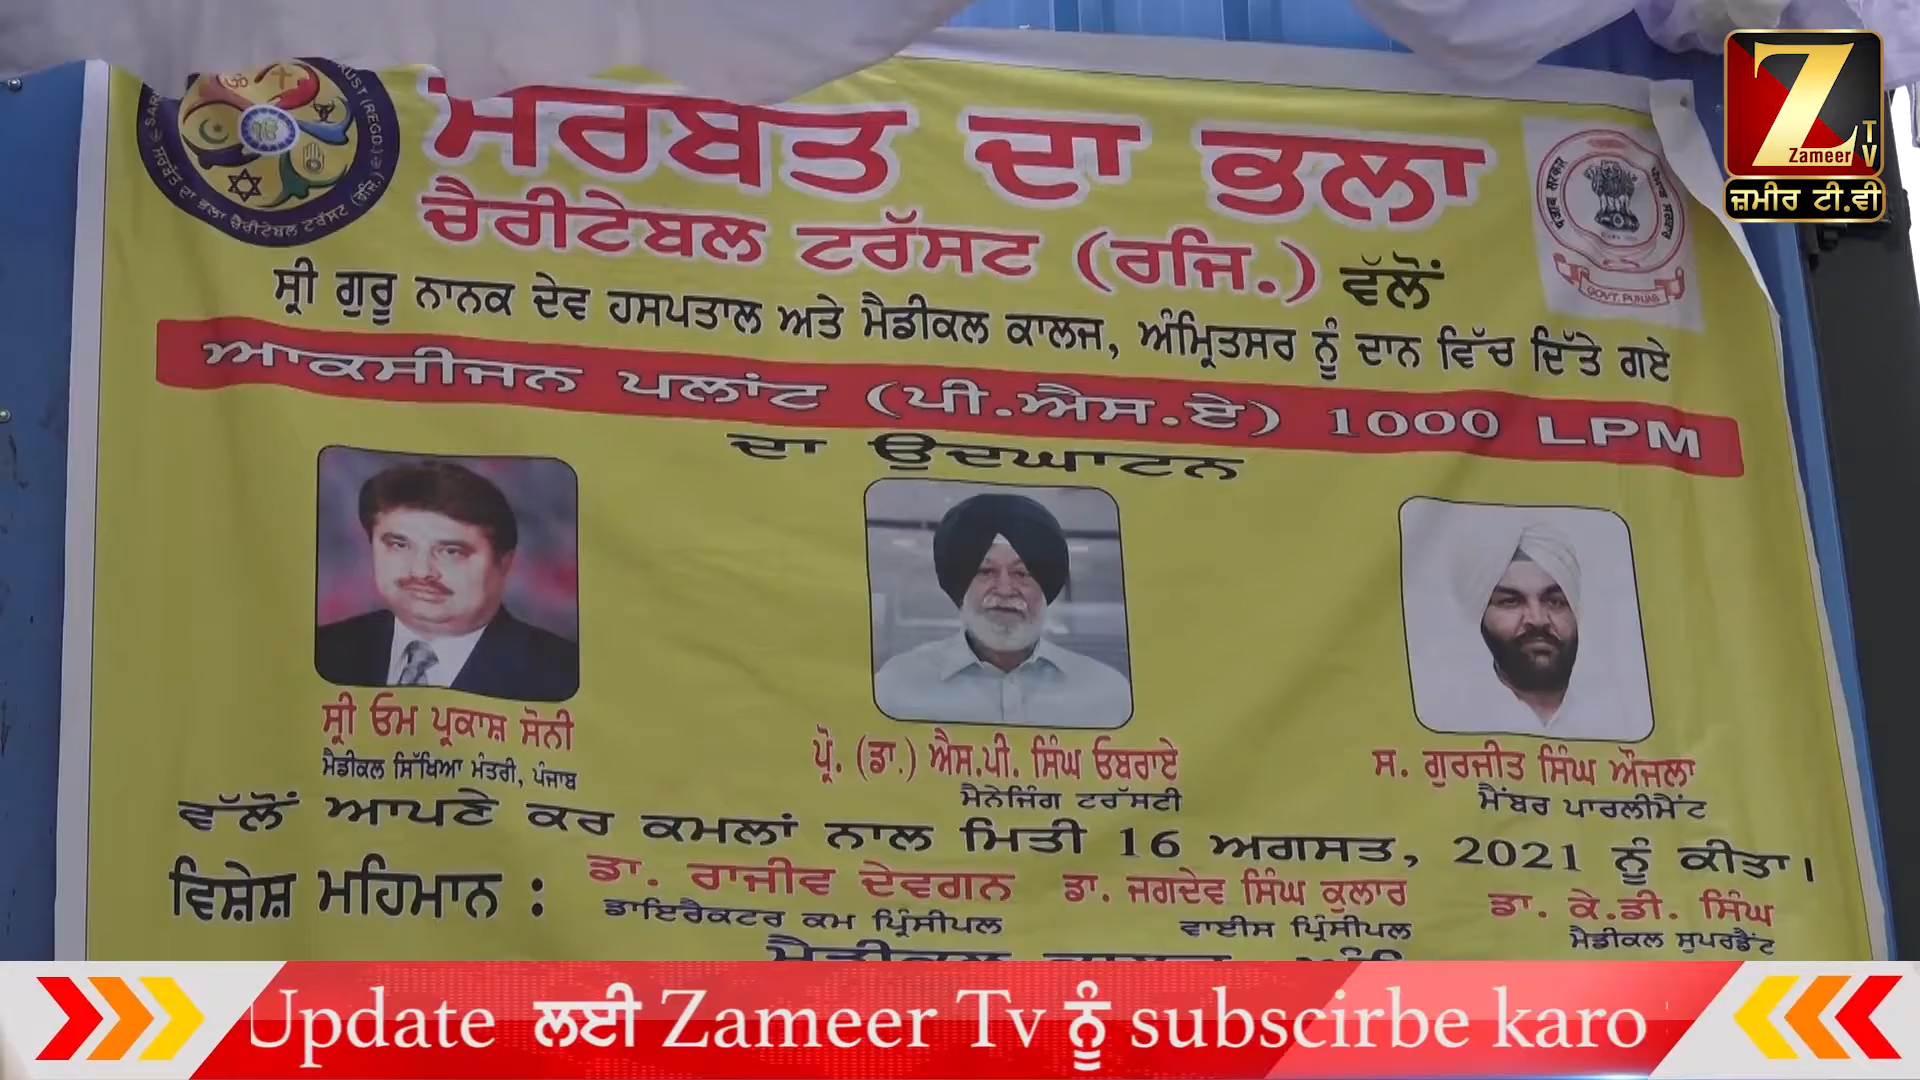 ਸਰਬਤ ਦਾ ਭਲਾ
ਚੈਰੀਟੇਬਲ ਟਰੱਸਟ (ਰਜਿ.) ਵੱਲੋਂ
ਸ੍ਰੀ ਗੁਰੂ ਨਾਨਕ ਦੇਵ ਹਸਪਤਾਲ ਅਤੇ ਮੈਡੀਕਲ ਕਾਲਜ, ਅੰਮ੍ਰਿਤਸਰ ਨੂੰ ਦਾਨ ਵਿੱਚ ਦਿੱਤੇ ਗਏ
ਆਕਸੀਜਨ ਪਲਾਂਟ (ਪੀ.ਐਸ.ਏ) 1000 LPM
ਦਾ ਉਦਘਾਟਨ
ਸ੍ਰੀ ਓਮ ਪ੍ਰਕਾਸ਼ ਸੋਨੀ
ਮੈਡੀਕਲ ਸਿੱਖਿਆ ਮੰਤਰੀ, ਪੰਜਾਬ
ਪ੍ਰੋ. (ਡਾ.) ਐਸ.ਪੀ. ਸਿੰਘ ਓਬਰਾਏ
ਮੈਨੇਜਿੰਗ ਟਰੱਸਟੀ
ਸ. ਗੁਰਜੀਤ ਸਿੰਘ ਔਜਲਾ
ਮੈਂਬਰ ਪਾਰਲੀਮੈਂਟ
ਵੱਲੋਂ ਆਪਣੇ ਕਰ ਕਮਲਾਂ ਨਾਲ ਮਿਤੀ 16 ਅਗਸਤ, 2021 ਨੂੰ ਕੀਤਾ।
ਵਿਸ਼ੇਸ਼ ਮਹਿਮਾਨ : ਡਾ. ਰਾਜੀਵ ਦੇਵਗਨ ਡਾ. ਜਗਦੇਵ ਸਿੰਘ ਕੁਲਾਰ ਡਾ. ਕੇ.ਡੀ. ਸਿੰਘ
ਡਾਇਰੈਕਟਰ ਕਮ ਪ੍ਰਿੰਸੀਪਲ ਵਾਈਸ ਪ੍ਰਿੰਸੀਪਲ ਮੈਡੀਕਲ ਸੁਪਰਡੈਂਟ
GOVT. PUNJAB
Z TV
Zameer
ਜ਼ਮੀਰ ਟੀ.ਵੀ
Update ਲਈ Zameer Tv ਨੂੰ subscirbe karo